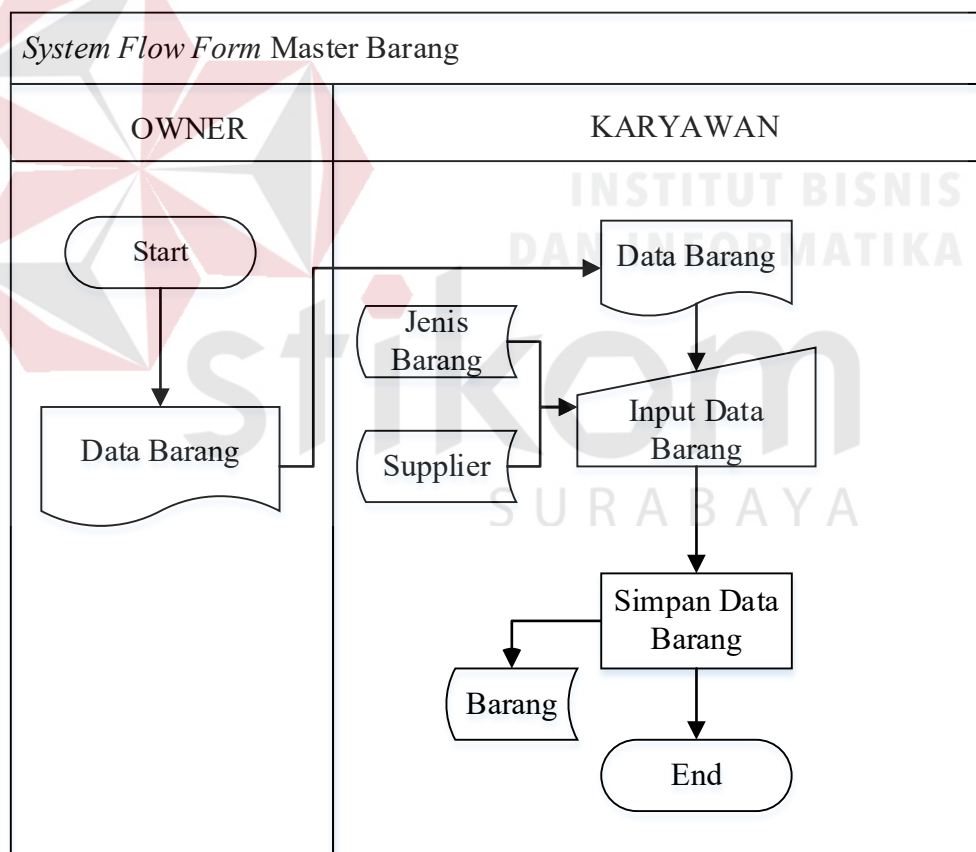 System Flow Form Master Barang
OWNER
KARYAWAN
INSTITUT BISNIS
DAN INFORMATIKA
stikom
SURABAYA
Start
Data Barang
Data Barang
Jenis
Barang
Supplier
Input Data
Barang
Simpan Data
Barang
Barang
End